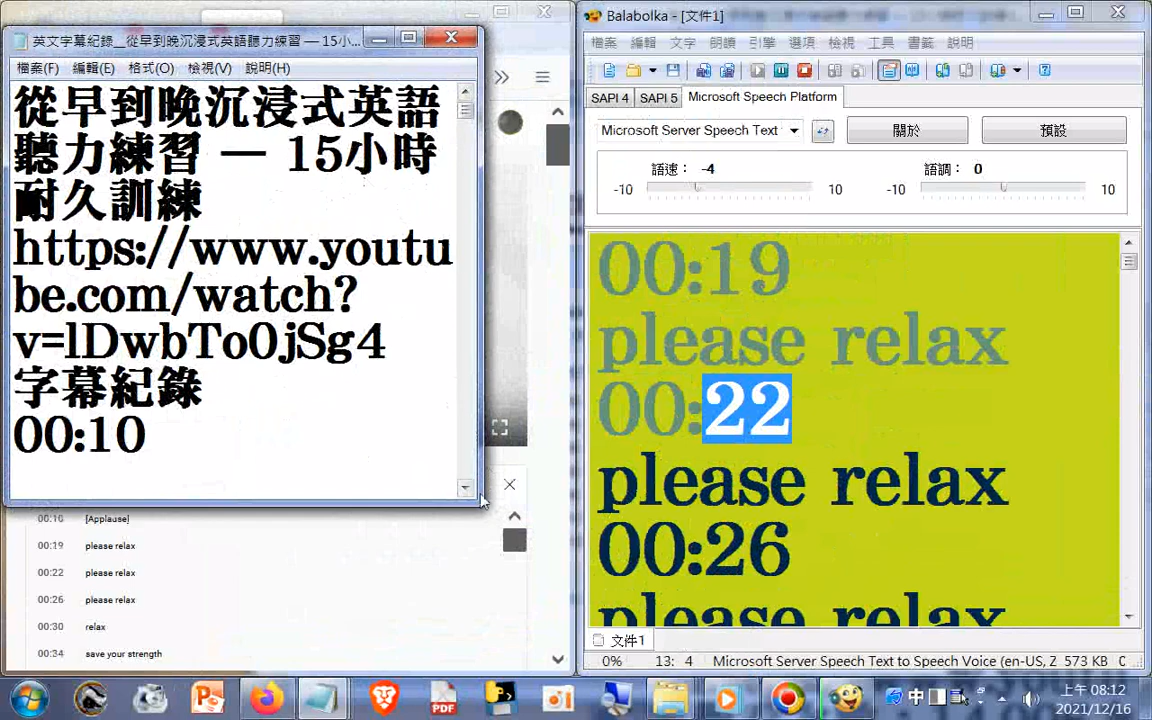 英文字幕紀錄__從早到晚沉浸式英語聽力練習 — 15小...
檔案(F) 編輯(E) 格式(O) 檢視(V) 說明(H)
從早到晚沉浸式英語
聽力練習 — 15小時
耐久訓練
https://www.youtu
be.com/watch?
v=lDwbTo0jSg4
字幕紀錄
00:10
00:16 [Applause]
00:19 please relax
00:22 please relax
00:26 please relax
00:30 relax
00:34 save your strength
Balabolka - [文件1]
檔案 編輯 文字 朗讀 引擎 選項 檢視 工具 書籤 說明
SAPI 4 SAPI 5 Microsoft Speech Platform
Microsoft Server Speech Text 關於 預設
語速： -4 語調： 0
-10 10 -10 10
00:19
please relax
00:22
please relax
00:26
please relax
文件1
0% 13: 4 Microsoft Server Speech Text to Speech Voice (en-US, Z 573 KB C
PDF
中
上午 08:12
2021/12/16